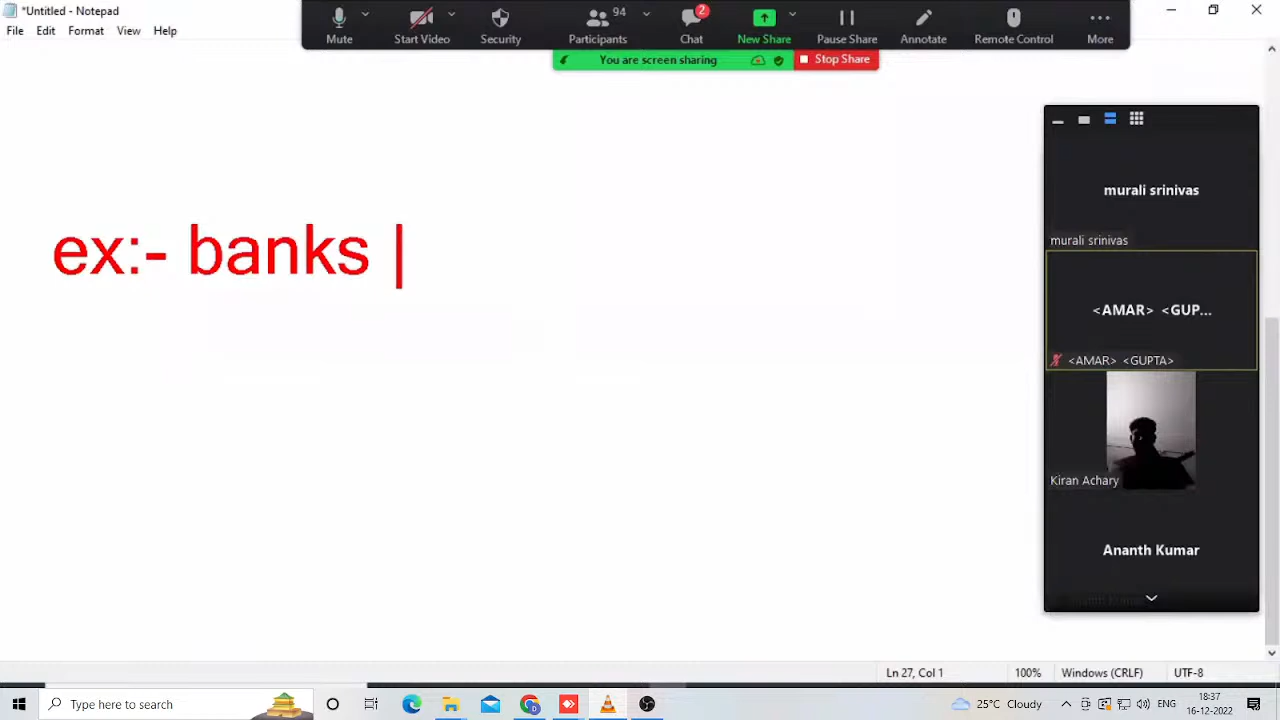 *Untitled - Notepad
File Edit Format View Help
Mute Start Video Security Participants 94 Chat 2 New Share Pause Share Annotate Remote Control More
You are screen sharing Stop Share
ex:- banks |
murali srinivas
murali srinivas
<AMAR> <GUP...
<AMAR> <GUPTA>
Kiran Achary
Ananth Kumar
Ln 27, Col 1 100% Windows (CRLF) UTF-8
Type here to search
25°C Cloudy ENG
18:37
16-12-2022